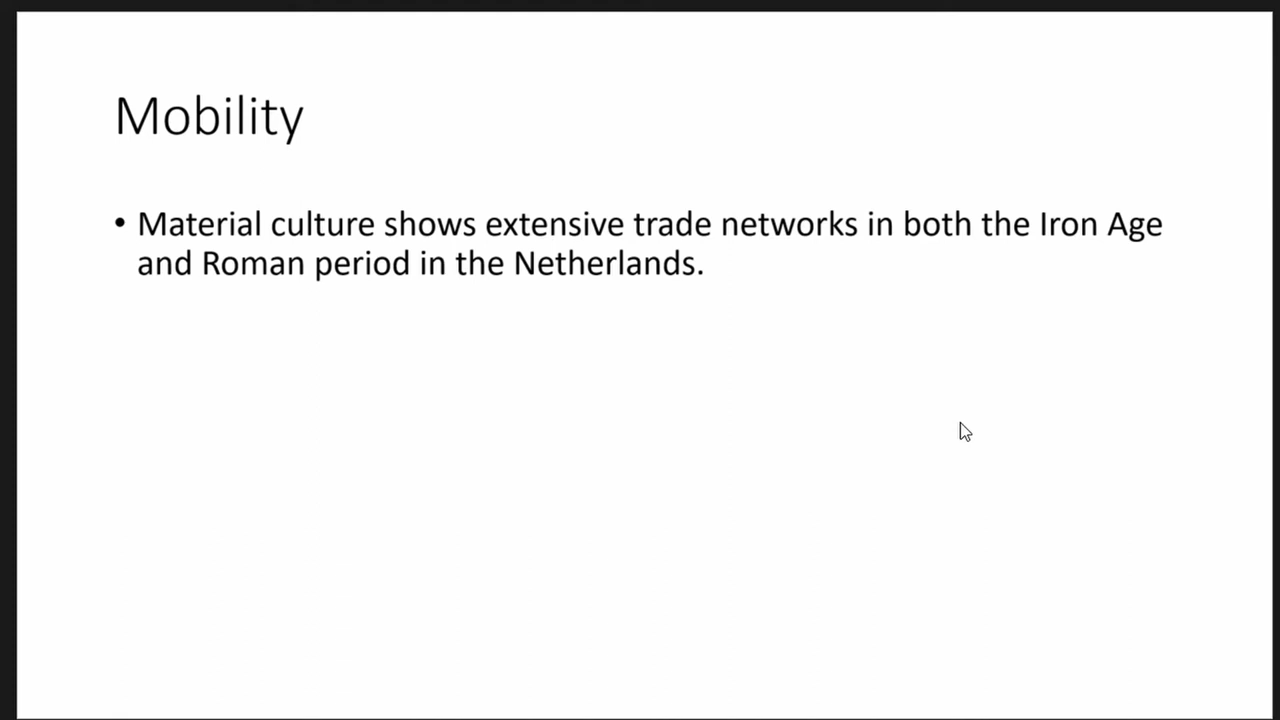 Mobility
• Material culture shows extensive trade networks in both the Iron Age
and Roman period in the Netherlands.